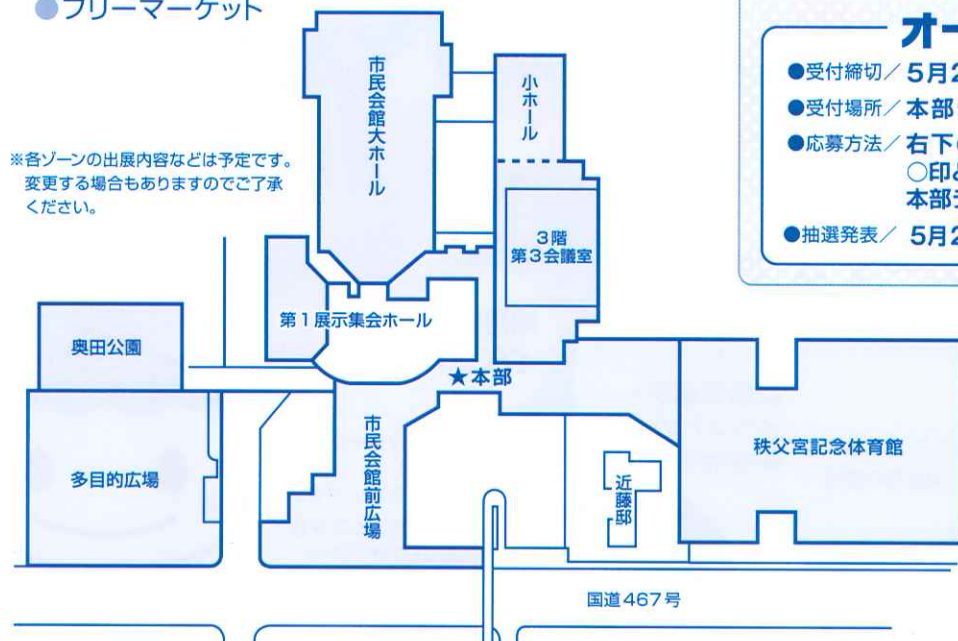 ●フリーマーケット
※各ゾーンの出展内容などは予定です。
変更する場合もありますのでご了承
ください。
市民会館大ホール
小ホール
3階
第3会議室
第1展示集会ホール
奥田公園
★本部
多目的広場
市民会館前広場
近藤邸
秩父宮記念体育館
国道467号
オー
●受付締切/5月2
●受付場所/本部
●応募方法/右下
○印
本部
●抽選発表/5月2